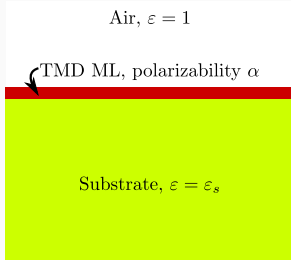 Air, ε = 1
TMD ML, polarizability α
Substrate, ε = εₛ